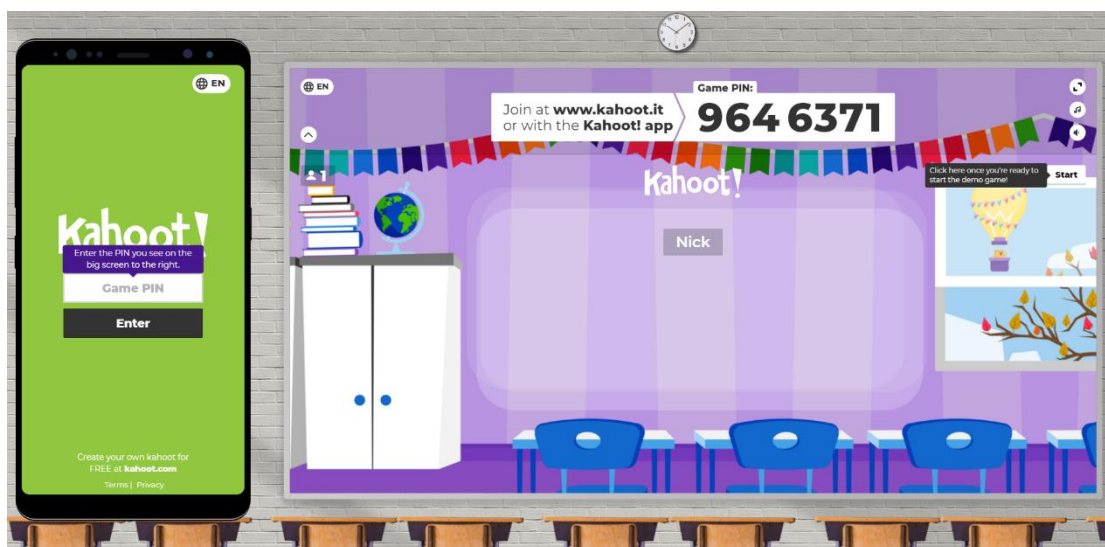 EN
Kahoot!
Enter the PIN you see on the
big screen to the right.
Game PIN
Enter
Create your own kahoot for
FREE at kahoot.com
Terms | Privacy
EN
Join at www.kahoot.it
or with the Kahoot! app
Game PIN:
964 6371
1
Click here once you're ready to
start the demo game!
Start
Kahoot!
Nick